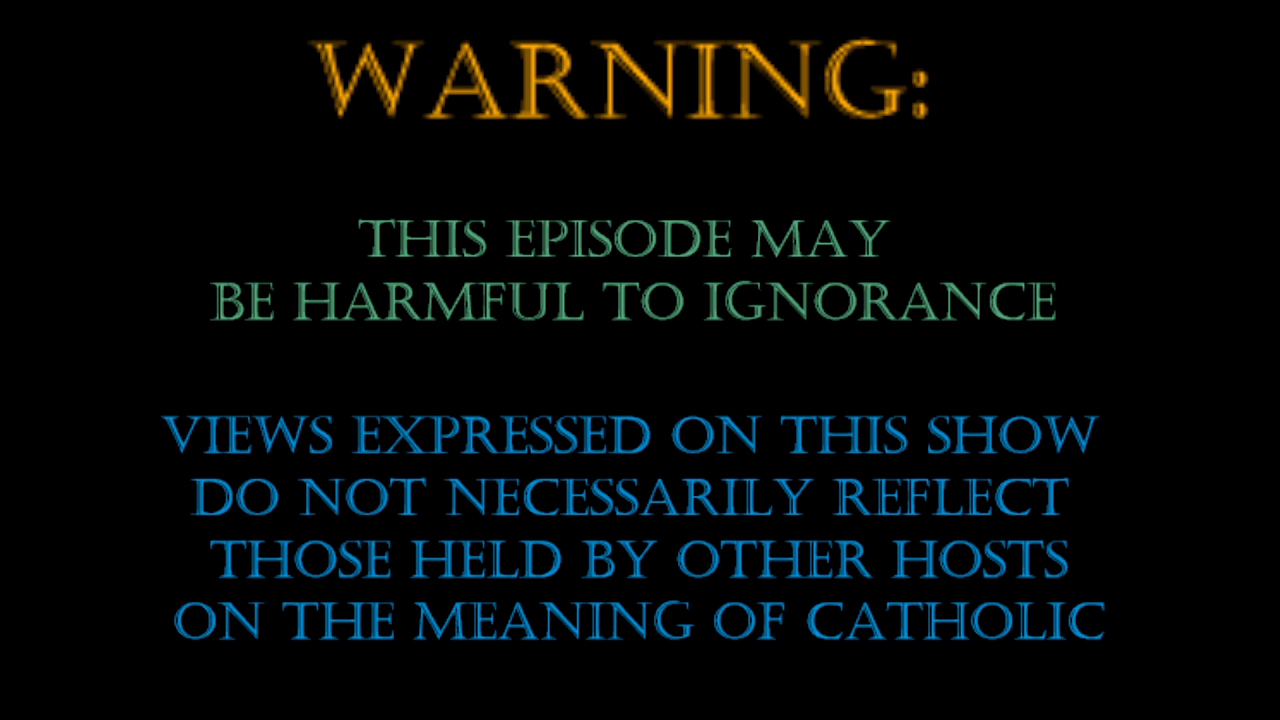 WARNING:
THIS EPISODE MAY
BE HARMFUL TO IGNORANCE
VIEWS EXPRESSED ON THIS SHOW
DO NOT NECESSARILY REFLECT
THOSE HELD BY OTHER HOSTS
ON THE MEANING OF CATHOLIC